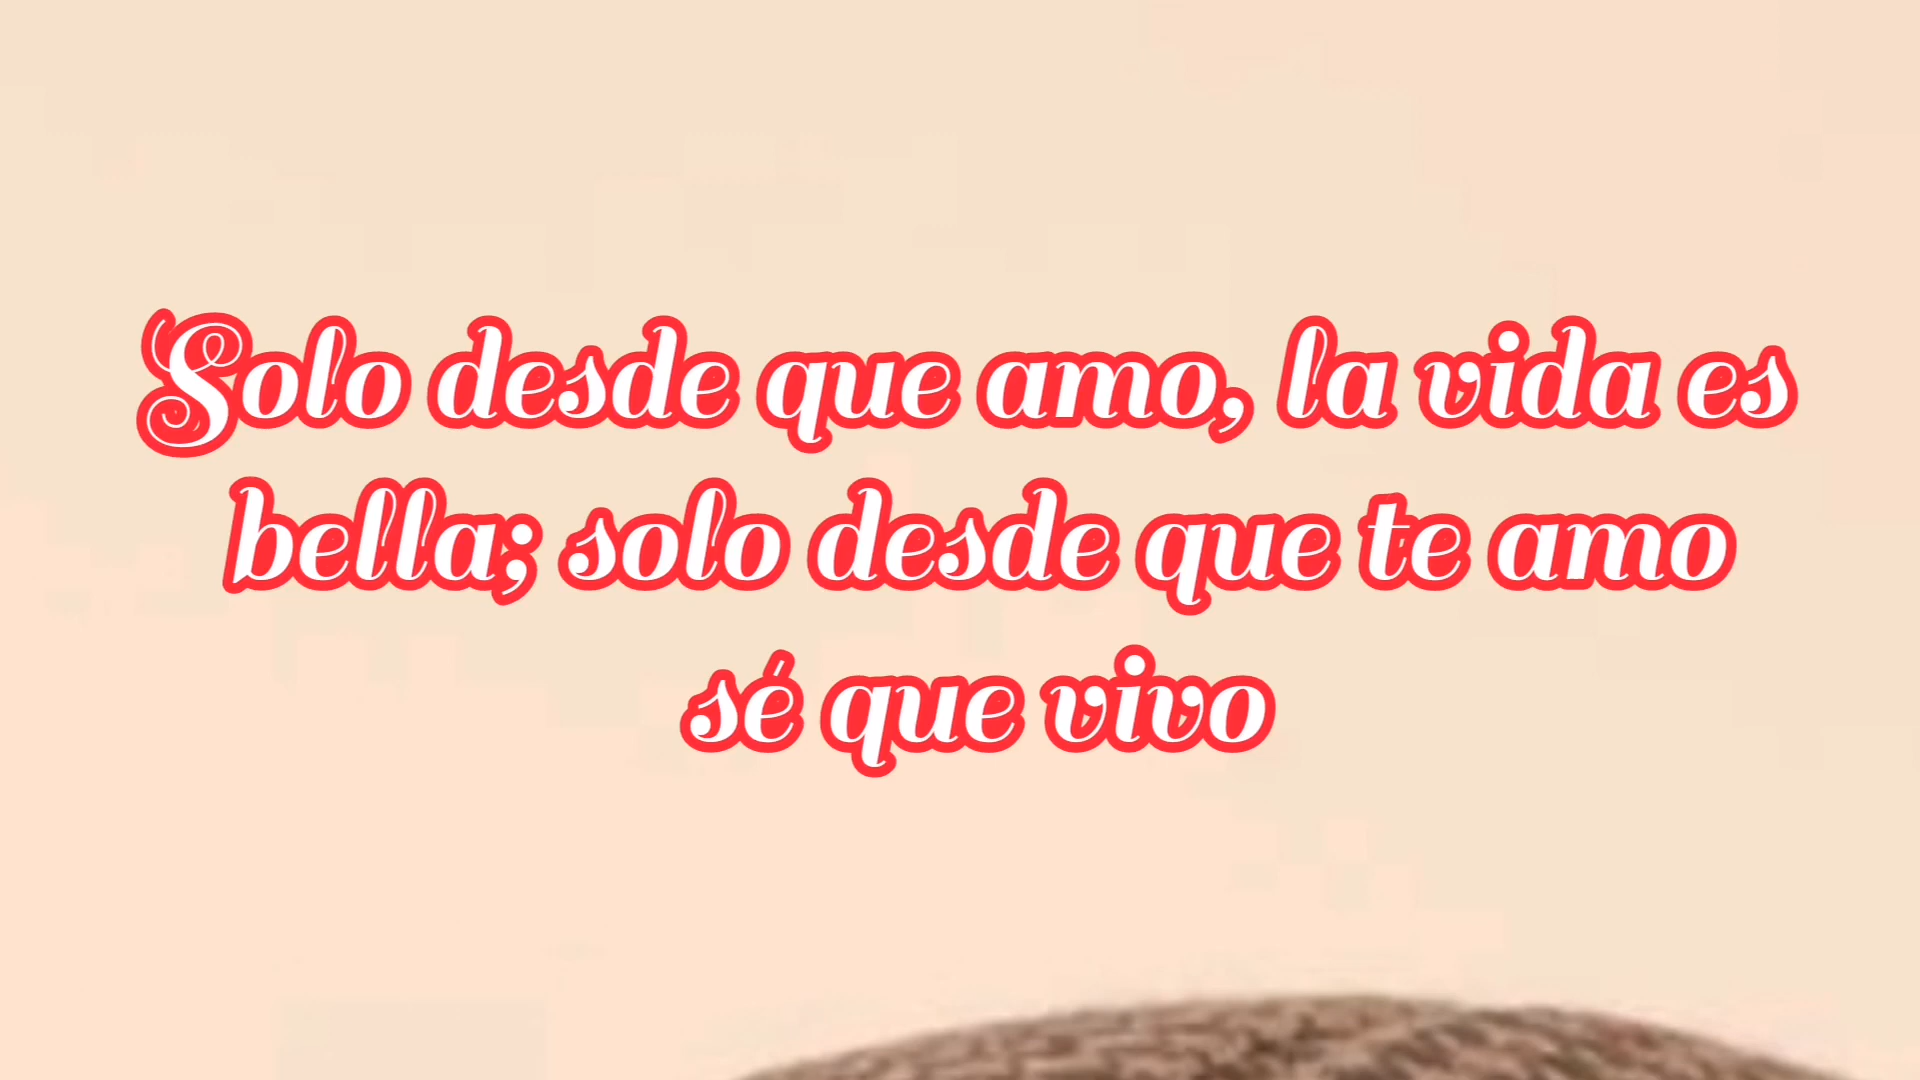 Solo desde que amo, la vida es
bella; solo desde que te amo
sé que vivo